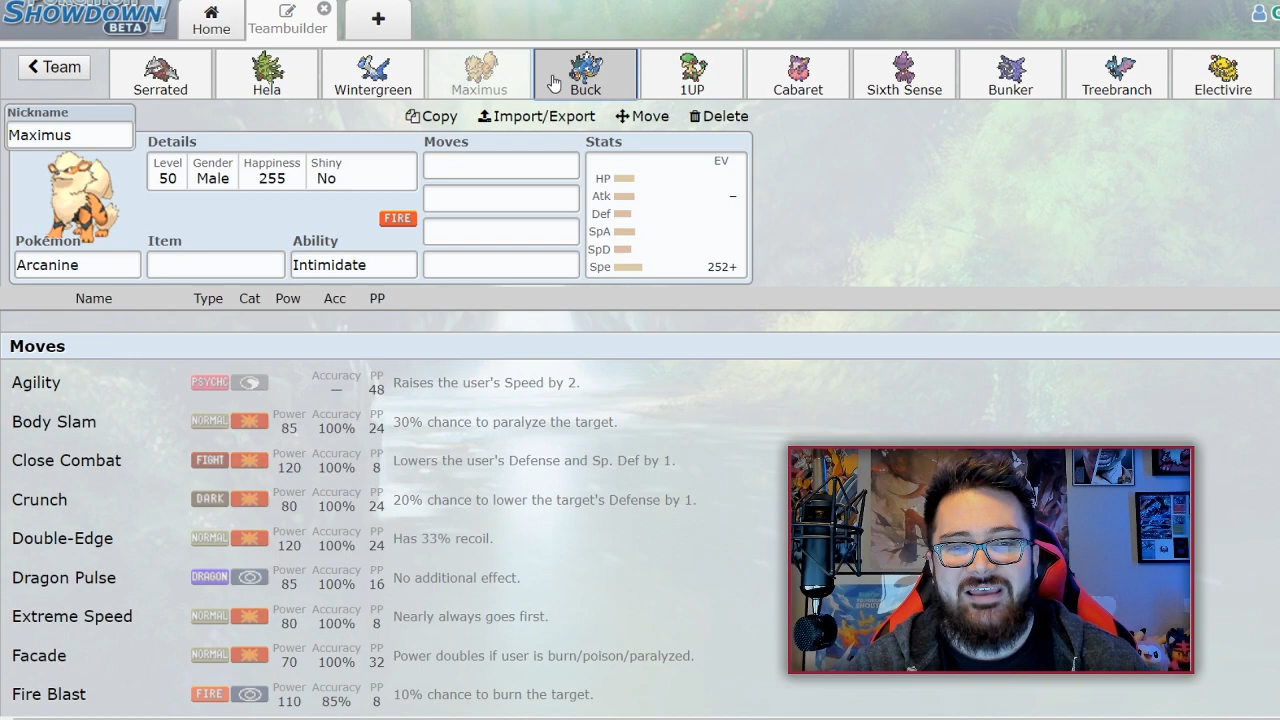 SHOWDOWN
BETA
Home
Teambuilder
+
Team
Serrated
Hela
Wintergreen
Maximus
Buck
1UP
Cabaret
Sixth Sense
Bunker
Treebranch
Electivire
Nickname
Maximus
Copy
Import/Export
Move
Delete
Details
Moves
Stats
Level Gender Happiness Shiny
50 Male 255 No
EV
HP
Atk –
Def
SpA
SpD
Spe 252+
FIRE
Pokémon Item Ability
Arcanine Intimidate
Name Type Cat Pow Acc PP
Moves
Agility PSYCHC Accuracy — PP 48 Raises the user's Speed by 2.
Body Slam NORMAL Power 85 Accuracy 100% PP 24 30% chance to paralyze the target.
Close Combat FIGHT Power 120 Accuracy 100% PP 8 Lowers the user's Defense and Sp. Def by 1.
Crunch DARK Power 80 Accuracy 100% PP 24 20% chance to lower the target's Defense by 1.
Double-Edge NORMAL Power 120 Accuracy 100% PP 24 Has 33% recoil.
Dragon Pulse DRAGON Power 85 Accuracy 100% PP 16 No additional effect.
Extreme Speed NORMAL Power 80 Accuracy 100% PP 8 Nearly always goes first.
Facade NORMAL Power 70 Accuracy 100% PP 32 Power doubles if user is burn/poison/paralyzed.
Fire Blast FIRE Power 110 Accuracy 85% PP 8 10% chance to burn the target.